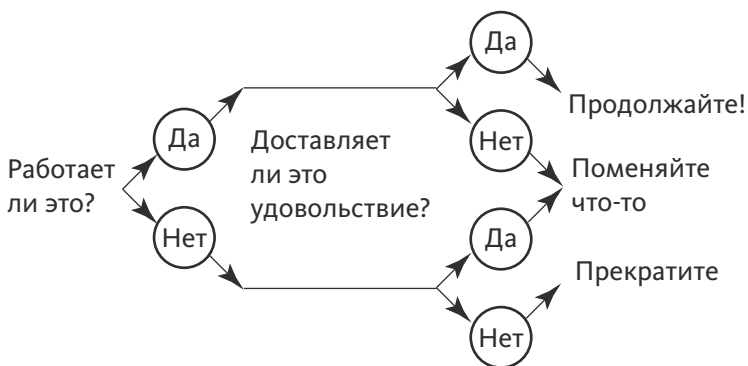 Работает
ли это?
Да
Нет
Доставляет
ли это
удовольствие?
Да
Нет
Да
Нет
Продолжайте!
Поменяйте
что-то
Прекратите